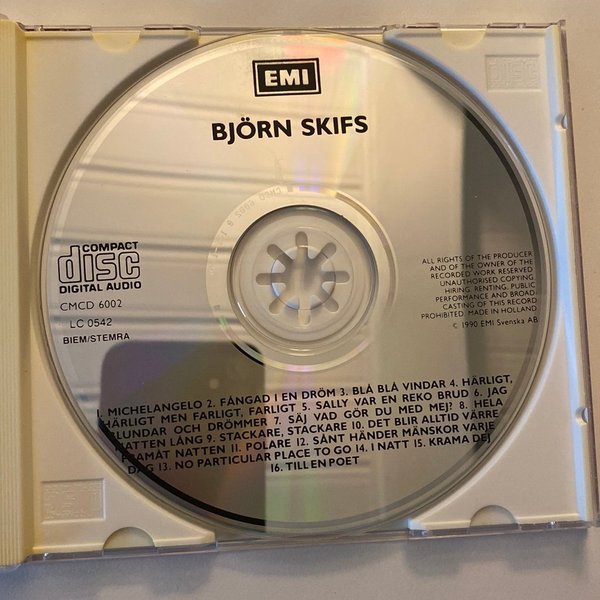 EMI
BJÖRN SKIFS
COMPACT
disc
DIGITAL AUDIO
CMCD 6002
LC 0542
BIEM/STEMRA
ALL RIGHTS OF THE PRODUCER
AND OF THE OWNER OF THE
RECORDED WORK RESERVED
UNAUTHORISED COPYING,
HIRING, RENTING, PUBLIC
PERFORMANCE AND BROAD
CASTING OF THIS RECORD
PROHIBITED. MADE IN HOLLAND
© 1990 EMI Svenska AB
1. MICHELANGELO 2. FÅNGAD I EN DRÖM 3. BLÅ BLÅ VINDAR 4. HÄRLIGT,
HÄRLIGT MEN FARLIGT, FARLIGT 5. SALLY VAR EN REKO BRUD 6. JAG
BLUNDAR OCH DRÖMMER 7. SÄJ VAD GÖR DU MED MEJ? 8. HELA
NATTEN LÅNG 9. STACKARE, STACKARE 10. DET BLIR ALLTID VÄRRE
FRAMÅT NATTEN 11. POLARE 12. SÅNT HÄNDER MÄNSKOR VARJE
DAG 13. NO PARTICULAR PLACE TO GO 14. I NATT 15. KRAMA DEJ
16. TILL EN POET